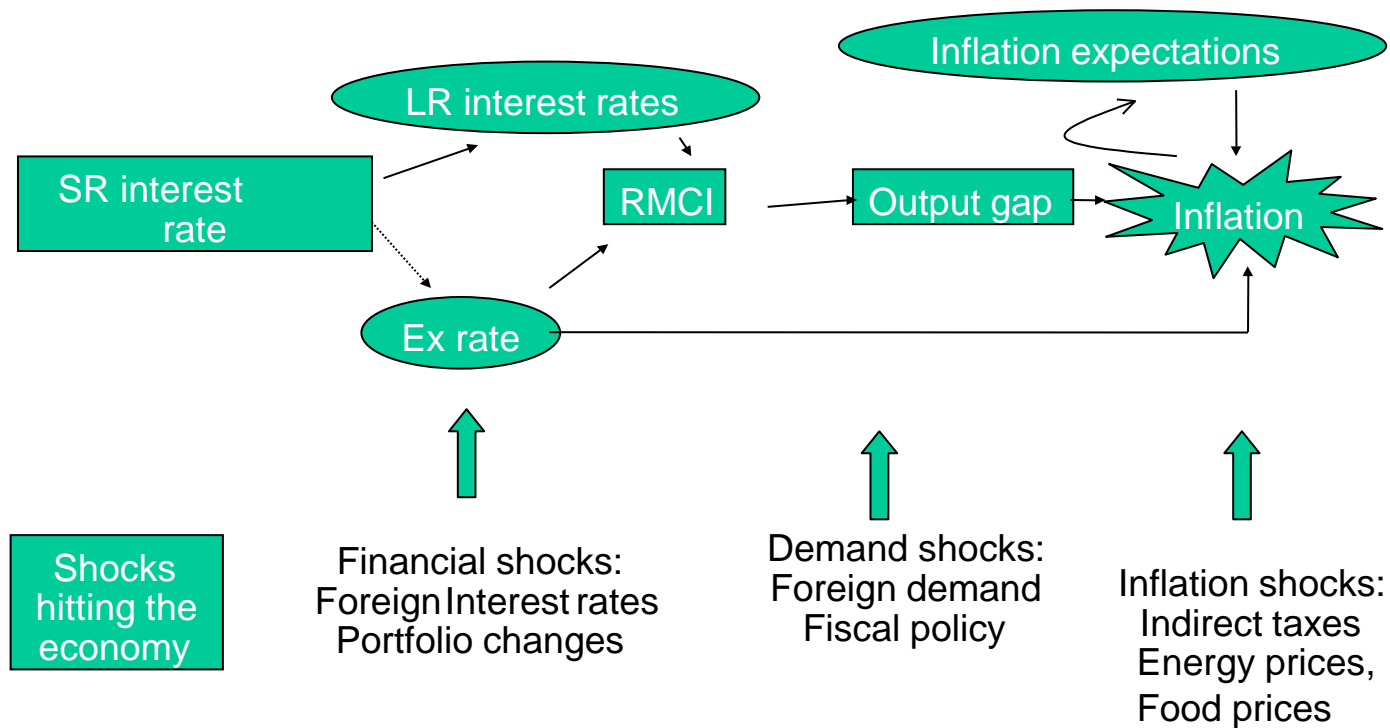 Inflation expectations
LR interest rates
SR interest
rate
RMCI
Output gap
Inflation
Ex rate
Shocks
hitting the
economy
Financial shocks:
Foreign Interest rates
Portfolio changes
Demand shocks:
Foreign demand
Fiscal policy
Inflation shocks:
Indirect taxes
Energy prices,
Food prices